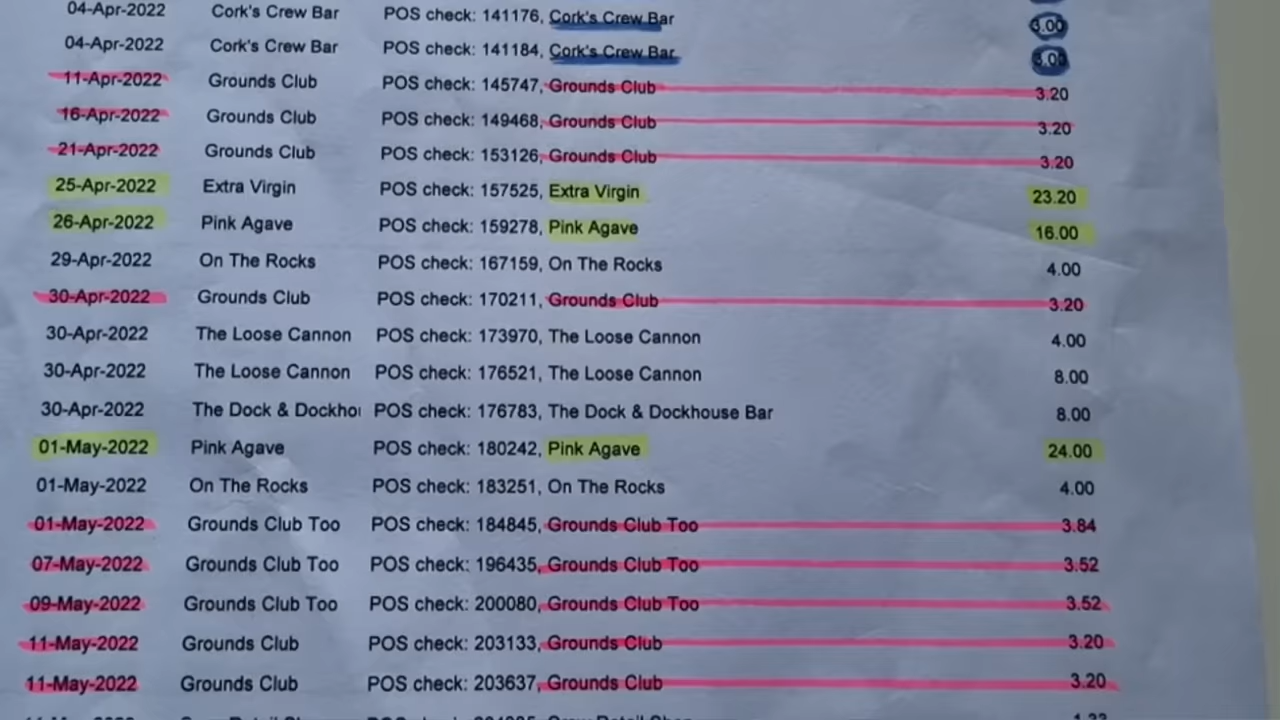 04-Apr-2022 Cork's Crew Bar POS check: 141176, Cork's Crew Bar 3.00
04-Apr-2022 Cork's Crew Bar POS check: 141184, Cork's Crew Bar
11-Apr-2022 Grounds Club POS check: 145747, Grounds Club 3.20
16-Apr-2022 Grounds Club POS check: 149468, Grounds Club 3.20
21-Apr-2022 Grounds Club POS check: 153126, Grounds Club 3.20
25-Apr-2022 Extra Virgin POS check: 157525, Extra Virgin 23.20
26-Apr-2022 Pink Agave POS check: 159278, Pink Agave 16.00
29-Apr-2022 On The Rocks POS check: 167159, On The Rocks 4.00
30-Apr-2022 Grounds Club POS check: 170211, Grounds Club 3.20
30-Apr-2022 The Loose Cannon POS check: 173970, The Loose Cannon 4.00
30-Apr-2022 The Loose Cannon POS check: 176521, The Loose Cannon 8.00
30-Apr-2022 The Dock & Dockho POS check: 176783, The Dock & Dockhouse Bar 8.00
01-May-2022 Pink Agave POS check: 180242, Pink Agave 24.00
01-May-2022 On The Rocks POS check: 183251, On The Rocks 4.00
01-May-2022 Grounds Club Too POS check: 184845, Grounds Club Too 3.84
07-May-2022 Grounds Club Too POS check: 196435, Grounds Club Too 3.52
09-May-2022 Grounds Club Too POS check: 200080, Grounds Club Too 3.52
11-May-2022 Grounds Club POS check: 203133, Grounds Club 3.20
11-May-2022 Grounds Club POS check: 203637, Grounds Club 3.20